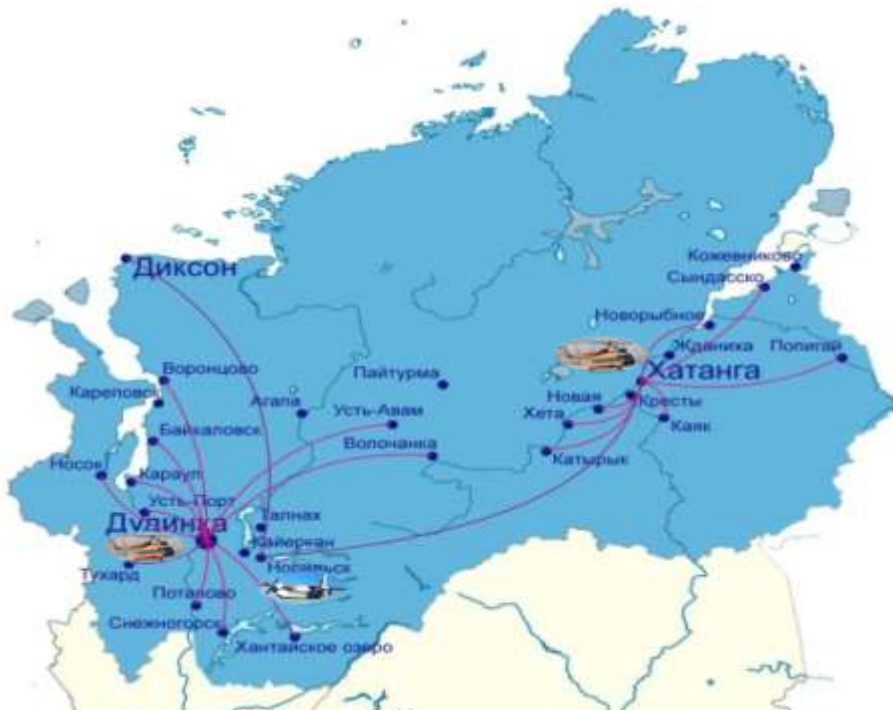 Кожевниково
Сындасско
Диксон
Новорыбное
Жданиха
Попигай
Хатанга
Воронцово
Пайтурма
Кареповск
Агапа
Новая
Кресты
Усть-Авам
Хета
Каяк
Байкаловск
Волочанка
Катырык
Носок
Караул
Усть-Порт
Дудинка
Талнах
Кайеркан
Норильск
Тухард
Потапово
Снежногорск
Хантайское озеро